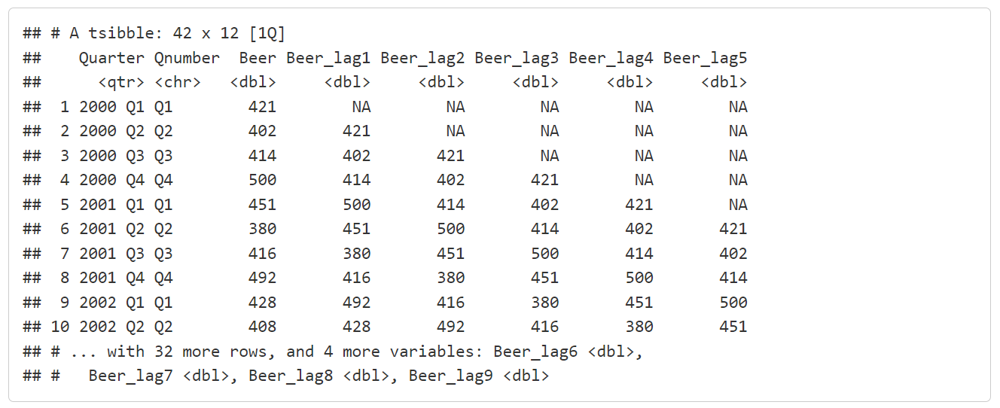 ## # A tsibble: 42 x 12 [1Q]
##    Quarter Qnumber  Beer Beer_lag1 Beer_lag2 Beer_lag3 Beer_lag4 Beer_lag5
##      <qtr> <chr>   <dbl>     <dbl>     <dbl>     <dbl>     <dbl>     <dbl>
##  1 2000 Q1 Q1        421        NA        NA        NA        NA        NA
##  2 2000 Q2 Q2        402       421        NA        NA        NA        NA
##  3 2000 Q3 Q3        414       402       421        NA        NA        NA
##  4 2000 Q4 Q4        500       414       402       421        NA        NA
##  5 2001 Q1 Q1        451       500       414       402       421        NA
##  6 2001 Q2 Q2        380       451       500       414       402       421
##  7 2001 Q3 Q3        416       380       451       500       414       402
##  8 2001 Q4 Q4        492       416       380       451       500       414
##  9 2002 Q1 Q1        428       492       416       380       451       500
## 10 2002 Q2 Q2        408       428       492       416       380       451
## # ... with 32 more rows, and 4 more variables: Beer_lag6 <dbl>,
## #   Beer_lag7 <dbl>, Beer_lag8 <dbl>, Beer_lag9 <dbl>